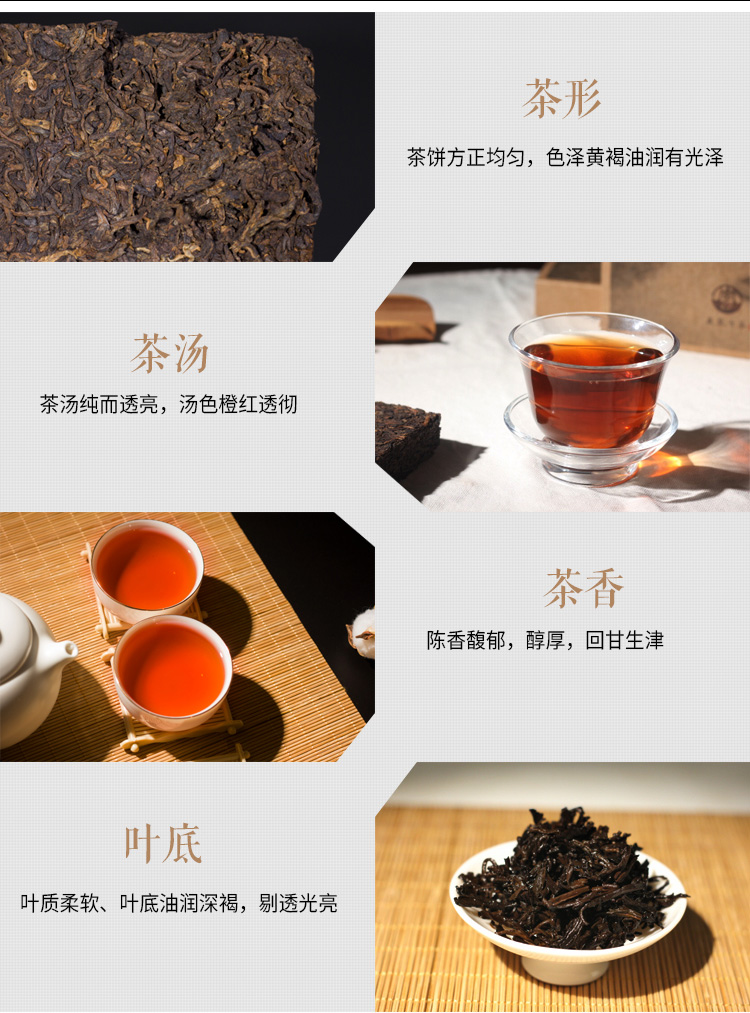 茶形
茶饼方正均匀，色泽黄褐油润有光泽
茶汤
茶汤纯而透亮，汤色橙红透彻
茶香
陈香馥郁，醇厚，回甘生津
叶底
叶质柔软、叶底油润深褐，剔透光亮